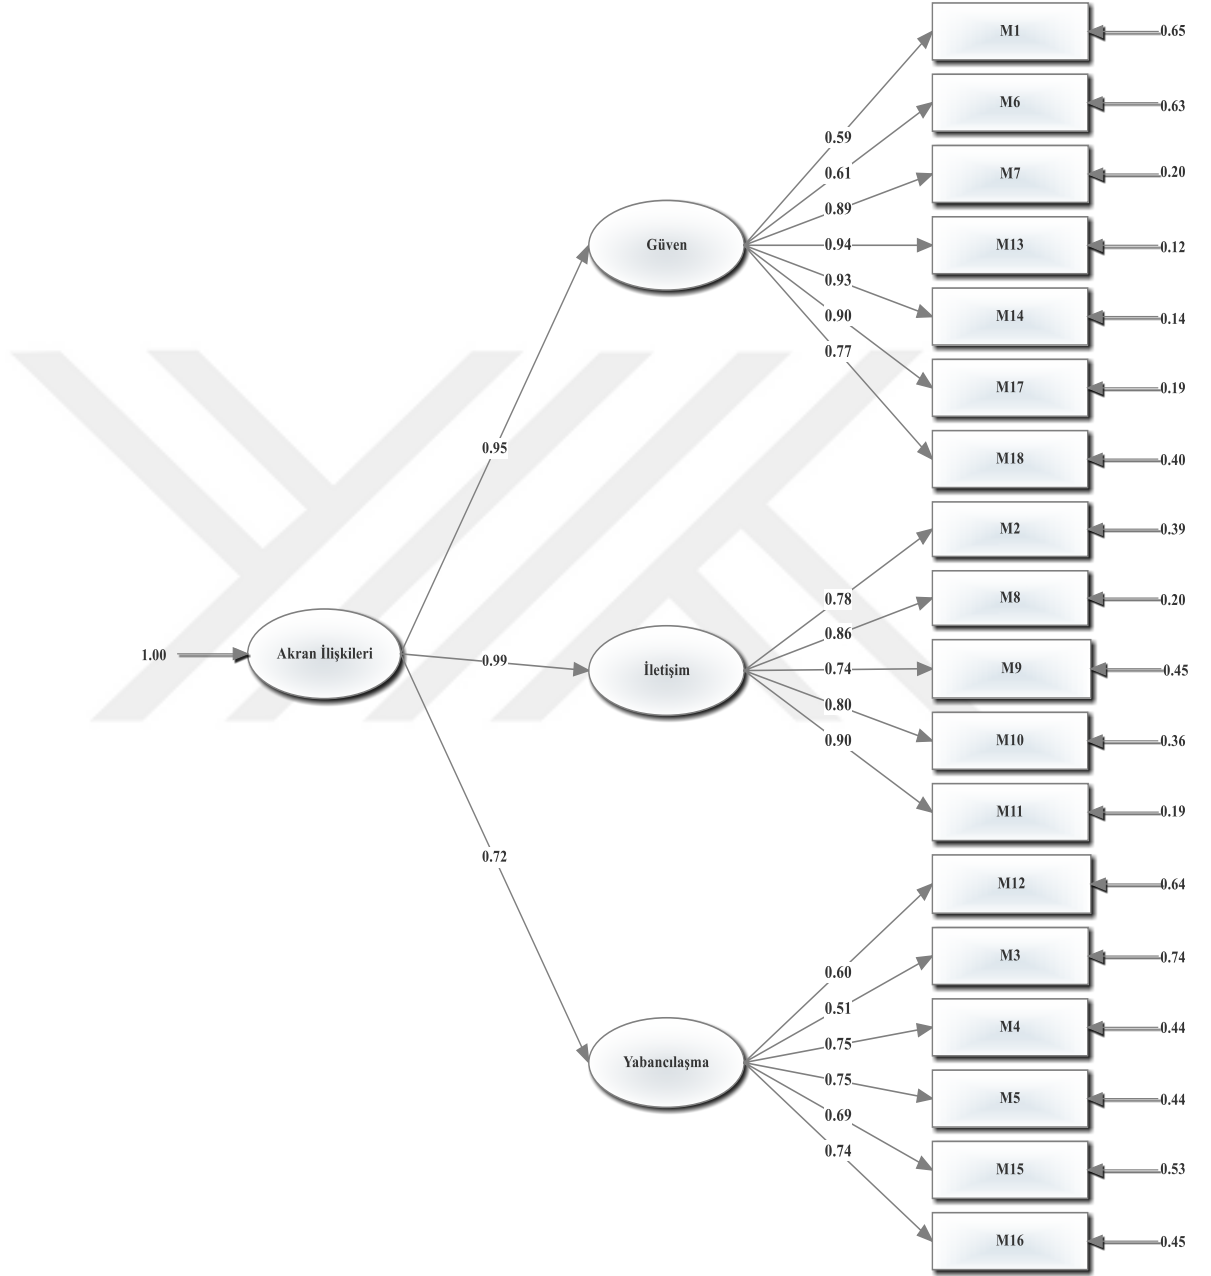 M1
0.65
M6
0.63
0.59
0.61
M7
0.20
0.89
Güven
0.94
M13
0.12
0.93
0.90
M14
0.14
0.77
M17
0.19
0.95
M18
0.40
M2
0.39
0.78
M8
0.20
0.86
1.00
Akran İlişkileri
0.99
İletişim
0.74
M9
0.45
0.80
0.90
M10
0.36
M11
0.19
0.72
M12
0.64
0.60
M3
0.74
0.51
M4
0.44
0.75
Yabancılaşma
0.75
M5
0.44
0.69
0.74
M15
0.53
M16
0.45